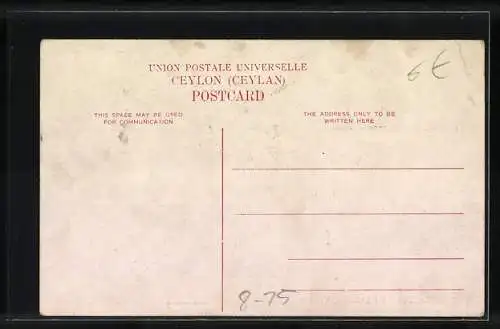 UNION POSTALE UNIVERSELLE
CEYLON (CEYLAN)
POSTCARD
6€
THIS SPACE MAY BE USED
FOR COMMUNICATION
THE ADDRESS ONLY TO BE
WRITTEN HERE
8-75